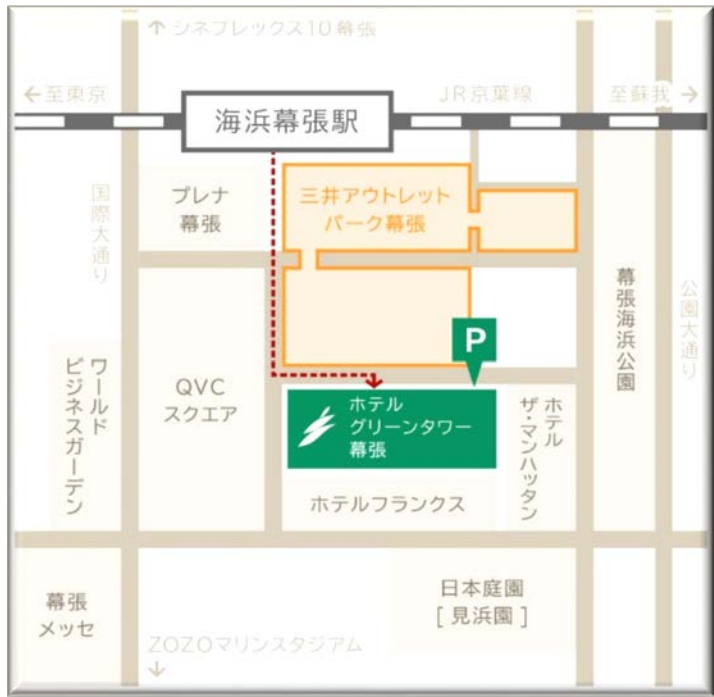 ↑ シネプレックス10 幕張
←至東京
JR京葉線
至蘇我 →
海浜幕張駅
国際大通り
プレナ
幕張
三井アウトレット
パーク幕張
幕張海浜公園
公園大通り
P
ワールド
ビジネスガーデン
QVC
スクエア
ホテル
グリーンタワー
幕張
ホテル
ザ・マンハッタン
ホテルフランクス
幕張
メッセ
日本庭園
[ 見浜園 ]
ZOZOマリンスタジアム
↓